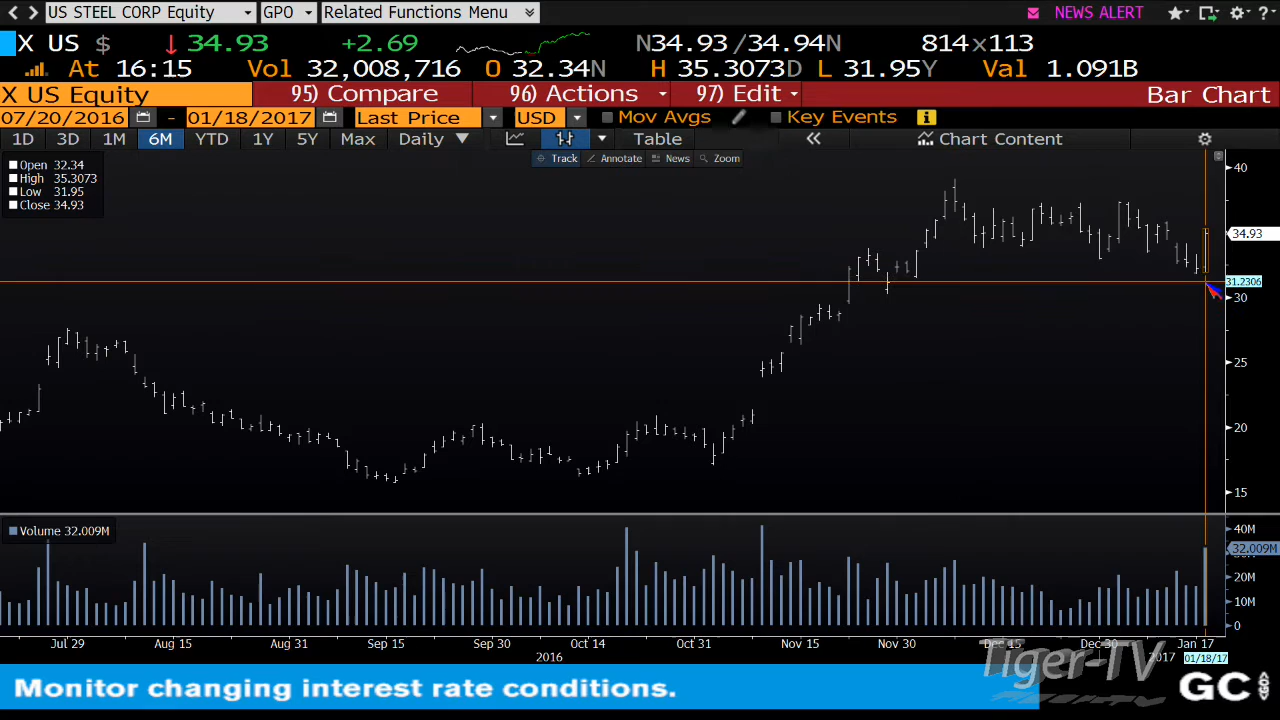 US STEEL CORP Equity GPO Related Functions Menu NEWS ALERT ?
X US $ 34.93 +2.69 N34.93 /34.94N 814x113
At 16:15 Vol 32,008,716 O 32.34N H 35.3073D L 31.95Y Val 1.091B
X US Equity 95) Compare 96) Actions 97) Edit Bar Chart
07/20/2016 - 01/18/2017 Last Price USD Mov Avgs Key Events i
1D 3D 1M 6M YTD 1Y 5Y Max Daily Table Chart Content
Track Annotate News Zoom
Open 32.34
High 35.3073
Low 31.95
Close 34.93
40
34.93
31.2306
30
25
20
15
Volume 32.009M
40M
32.009M
20M
10M
0
Jul 29 Aug 15 Aug 31 Sep 15 Sep 30 Oct 14 Oct 31 Nov 15 Nov 30 Dec 15 Dec 30 Jan 17
2016 2017 01/18/17
Tiger-TV
Monitor changing interest rate conditions.
GC